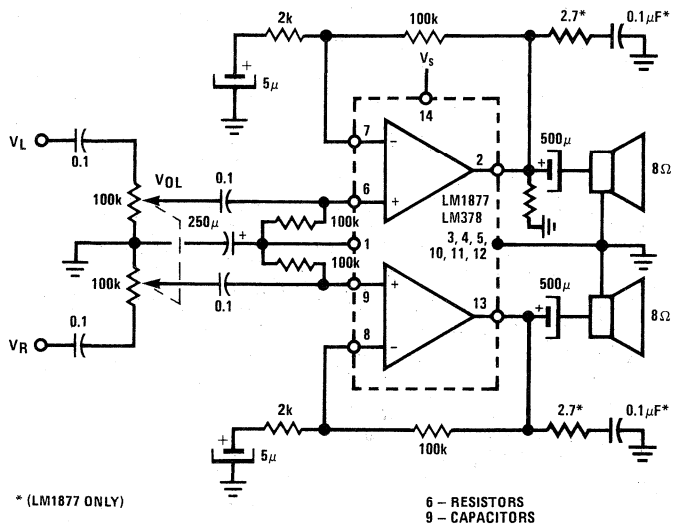 2k
100k
2.7*
0.1µF*
+
5µ
VS
14
VL
0.1
7
−
500µ
2
+
8Ω
VOL
0.1
6
+
LM1877
LM378
100k
250µ
+
100k
1
3, 4, 5,
10, 11, 12
100k
100k
0.1
9
+
13
500µ
+
8Ω
0.1
VR
8
−
2k
100k
2.7*
0.1µF*
+
5µ
* (LM1877 ONLY)
6 – RESISTORS
9 – CAPACITORS